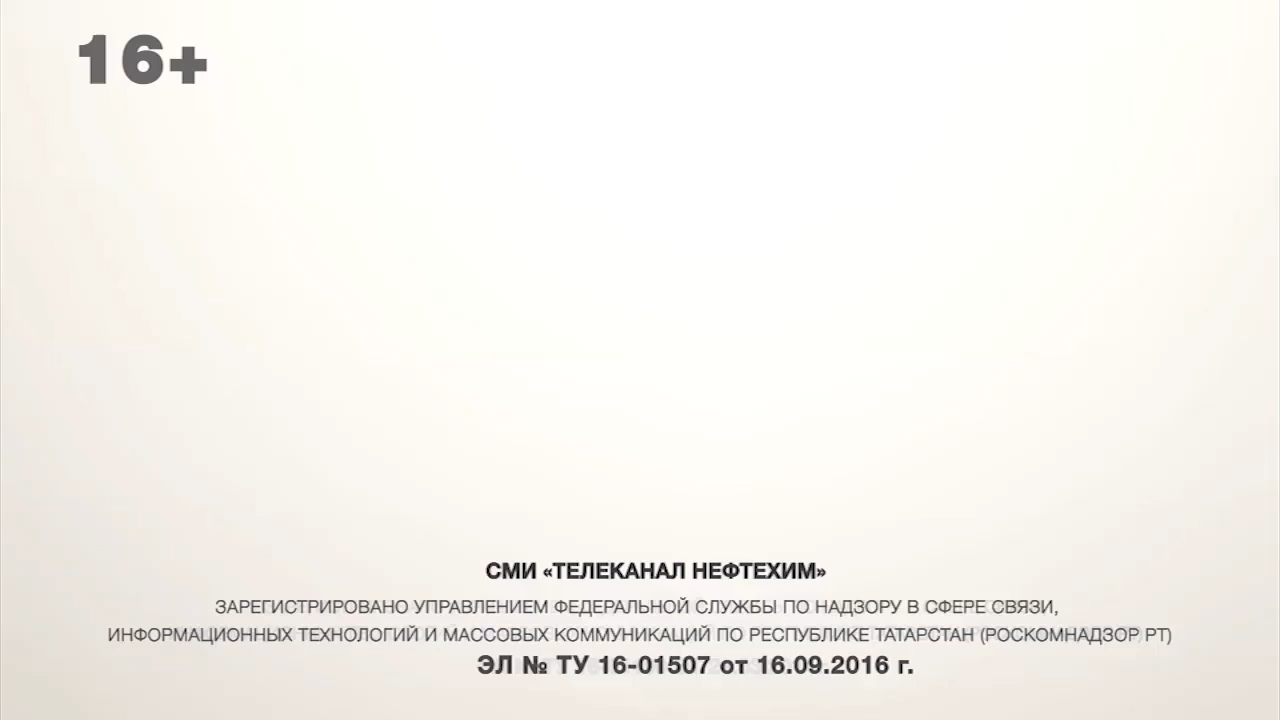 16+
СМИ «ТЕЛЕКАНАЛ НЕФТЕХИМ»
ЗАРЕГИСТРИРОВАНО УПРАВЛЕНИЕМ ФЕДЕРАЛЬНОЙ СЛУЖБЫ ПО НАДЗОРУ В СФЕРЕ СВЯЗИ,
ИНФОРМАЦИОННЫХ ТЕХНОЛОГИЙ И МАССОВЫХ КОММУНИКАЦИЙ ПО РЕСПУБЛИКЕ ТАТАРСТАН (РОСКОМНАДЗОР РТ)
ЭЛ № ТУ 16-01507 от 16.09.2016 г.